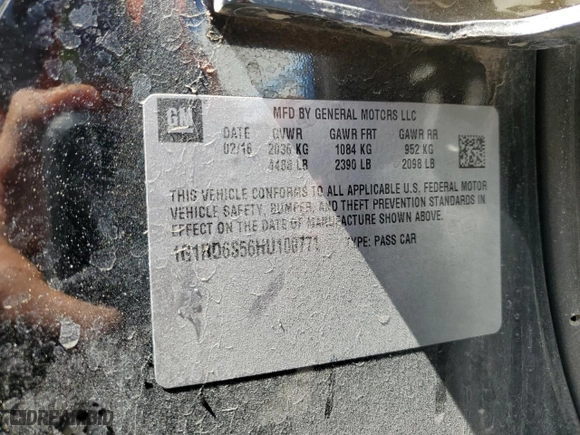 GM
MFD BY GENERAL MOTORS LLC
DATE GVWR GAWR FRT GAWR RR
02/16 2036 KG 1084 KG 952 KG
4488 LB 2390 LB 2098 LB
THIS VEHICLE CONFORMS TO ALL APPLICABLE U.S. FEDERAL MOTOR
VEHICLE SAFETY, BUMPER, AND THEFT PREVENTION STANDARDS IN
EFFECT ON THE DATE OF MANUFACTURE SHOWN ABOVE.
1G1RD6S56HU100771 TYPE: PASS CAR
DREAMBID